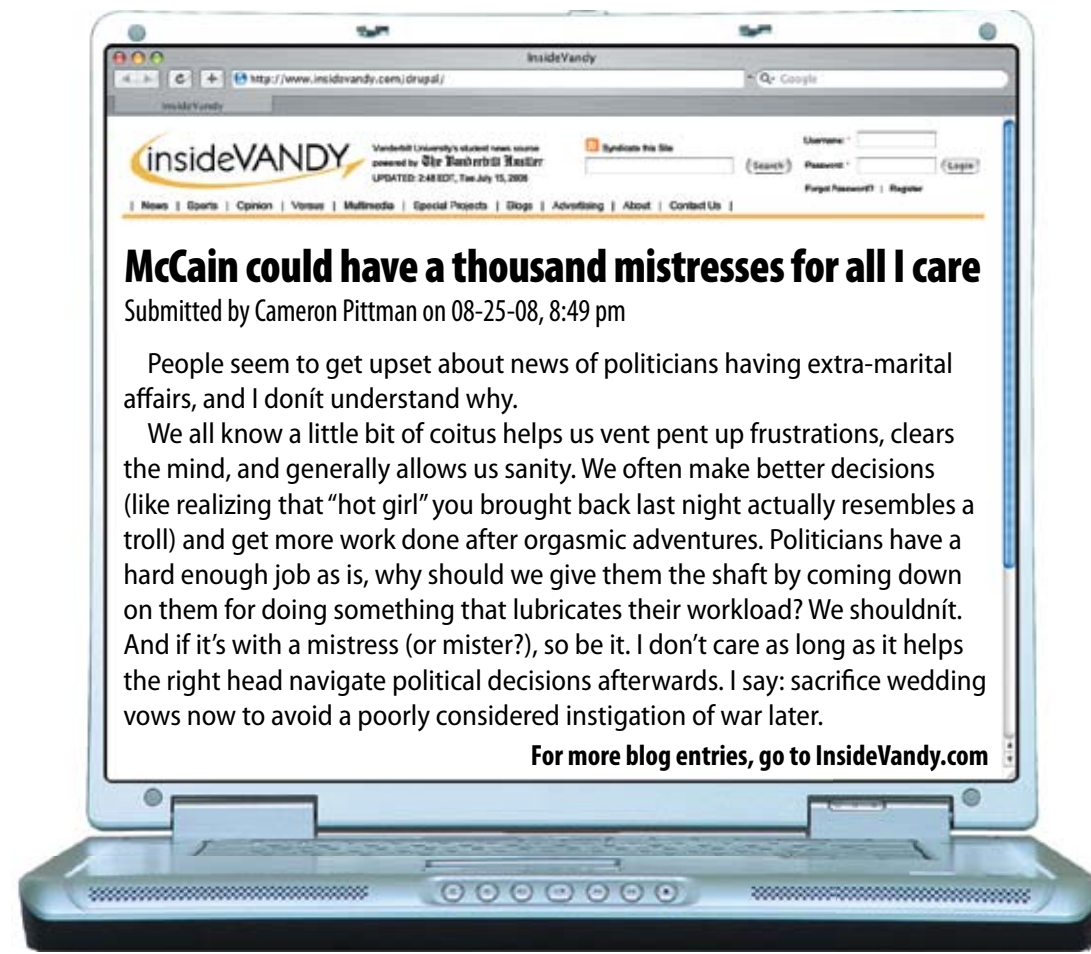 InsideVandy
http://www.insidevandy.com/drupal/
Google
InsideVandy
insideVANDY
Vanderbilt University's student news source
powered by The Vanderbilt Hustler
UPDATED: 2:48 EDT, Tue July 15, 2008
Syndicate this Site
Search
Username: *
Password: *
Login
Forgot Password? | Register
| News | Sports | Opinion | Versus | Multimedia | Special Projects | Blogs | Advertising | About | Contact Us |
McCain could have a thousand mistresses for all I care
Submitted by Cameron Pittman on 08-25-08, 8:49 pm
People seem to get upset about news of politicians having extra-marital
affairs, and I donít understand why.
We all know a little bit of coitus helps us vent pent up frustrations, clears
the mind, and generally allows us sanity. We often make better decisions
(like realizing that “hot girl” you brought back last night actually resembles a
troll) and get more work done after orgasmic adventures. Politicians have a
hard enough job as is, why should we give them the shaft by coming down
on them for doing something that lubricates their workload? We shouldnít.
And if it’s with a mistress (or mister?), so be it. I don’t care as long as it helps
the right head navigate political decisions afterwards. I say: sacrifice wedding
vows now to avoid a poorly considered instigation of war later.
For more blog entries, go to InsideVandy.com